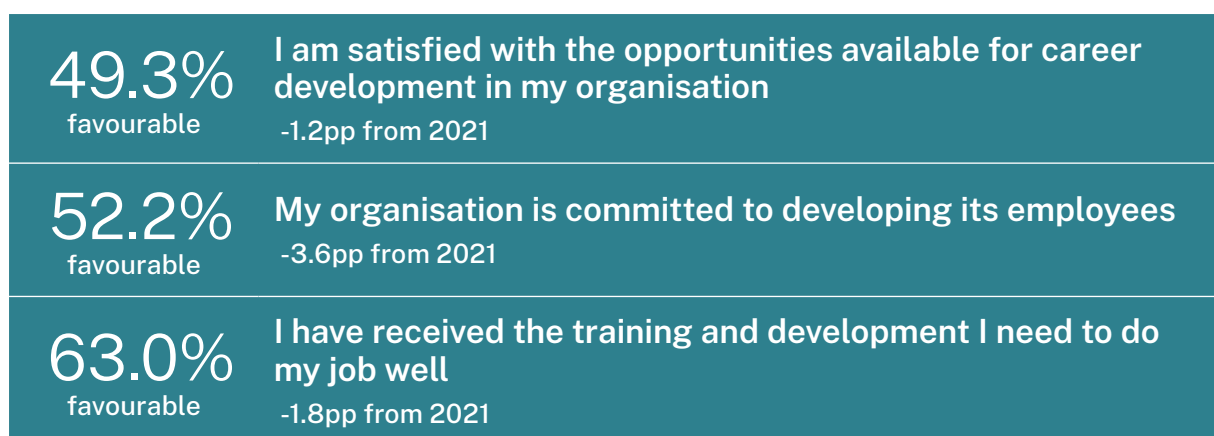 49.3%
favourable
I am satisfied with the opportunities available for career
development in my organisation
-1.2pp from 2021
52.2%
favourable
My organisation is committed to developing its employees
-3.6pp from 2021
63.0%
favourable
I have received the training and development I need to do
my job well
-1.8pp from 2021